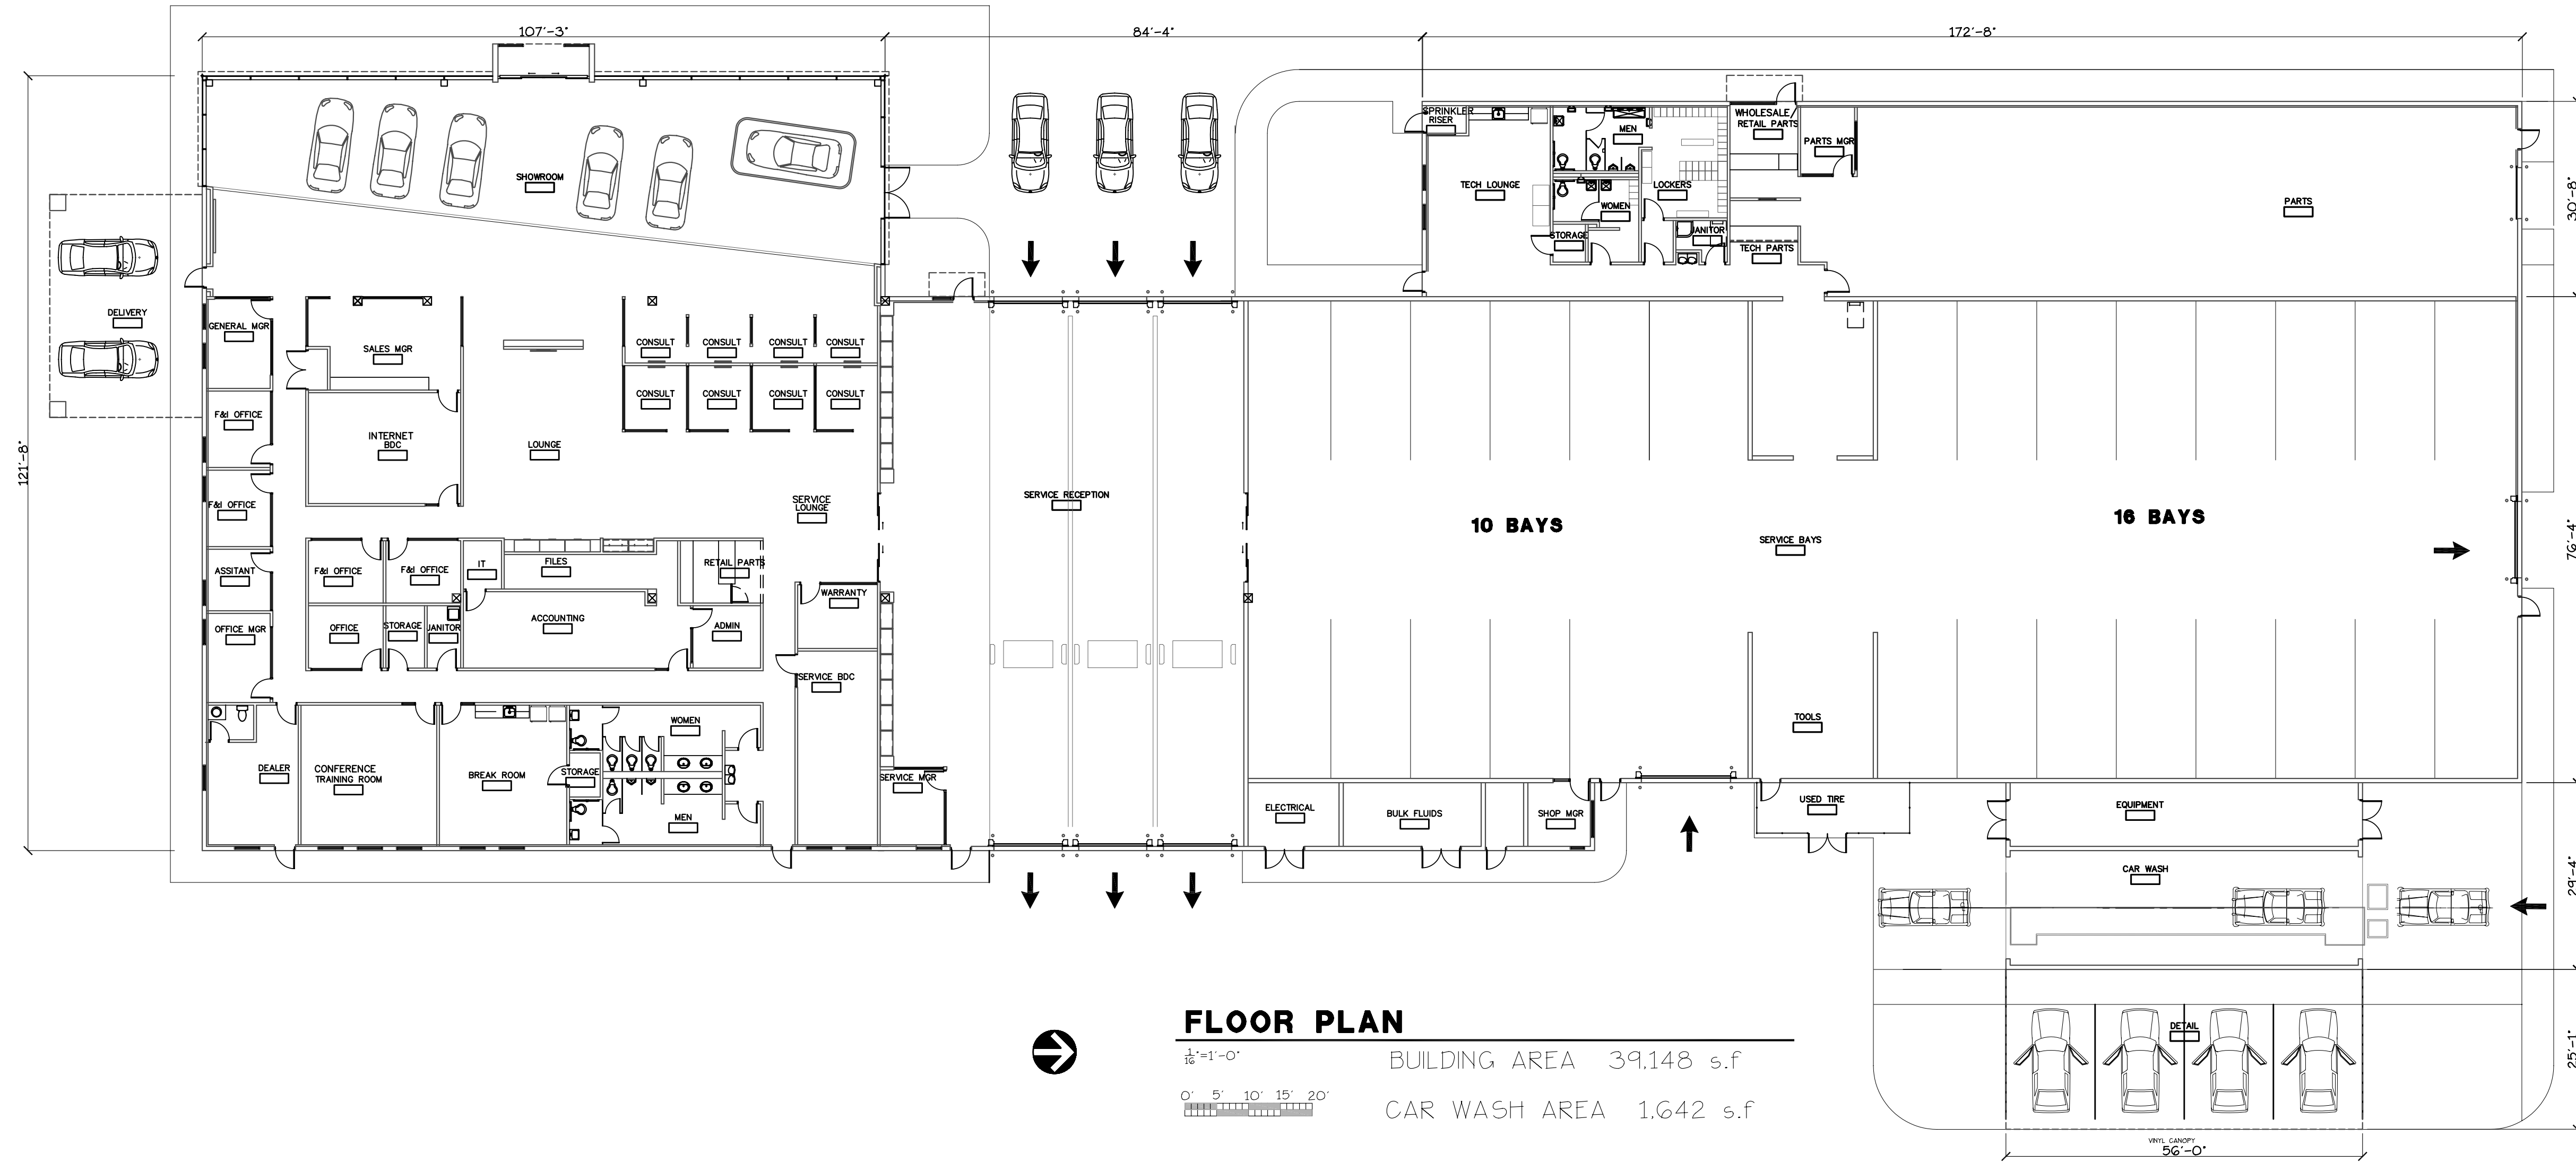 107'-3"
84'-4"
172'-8"
121'-8"
30'-8"
76'-4"
29'-4"
25'-1"
SHOWROOM
DELIVERY
GENERAL MGR
SALES MGR
CONSULT
CONSULT
CONSULT
CONSULT
CONSULT
CONSULT
CONSULT
CONSULT
F&I OFFICE
INTERNET
BDC
LOUNGE
F&I OFFICE
SERVICE
LOUNGE
ASSITANT
F&I OFFICE
F&I OFFICE
IT
FILES
RETAIL PARTS
WARRANTY
OFFICE MGR
OFFICE
STORAGE
JANITOR
ACCOUNTING
ADMIN
SERVICE BDC
DEALER
CONFERENCE
TRAINING ROOM
BREAK ROOM
STORAGE
WOMEN
MEN
SERVICE MGR
SERVICE RECEPTION
SPRINKLER
RISER
TECH LOUNGE
MEN
WOMEN
STORAGE
LOCKERS
JANITOR
WHOLESALE/
RETAIL PARTS
PARTS MGR
TECH PARTS
PARTS
10 BAYS
16 BAYS
SERVICE BAYS
TOOLS
ELECTRICAL
BULK FLUIDS
SHOP MGR
USED TIRE
EQUIPMENT
CAR WASH
DETAIL
VINYL CANOPY
56'-0"
FLOOR PLAN
1/16"=1'-0"
BUILDING AREA 39,148 s.f
0' 5' 10' 15' 20'
CAR WASH AREA 1,642 s.f